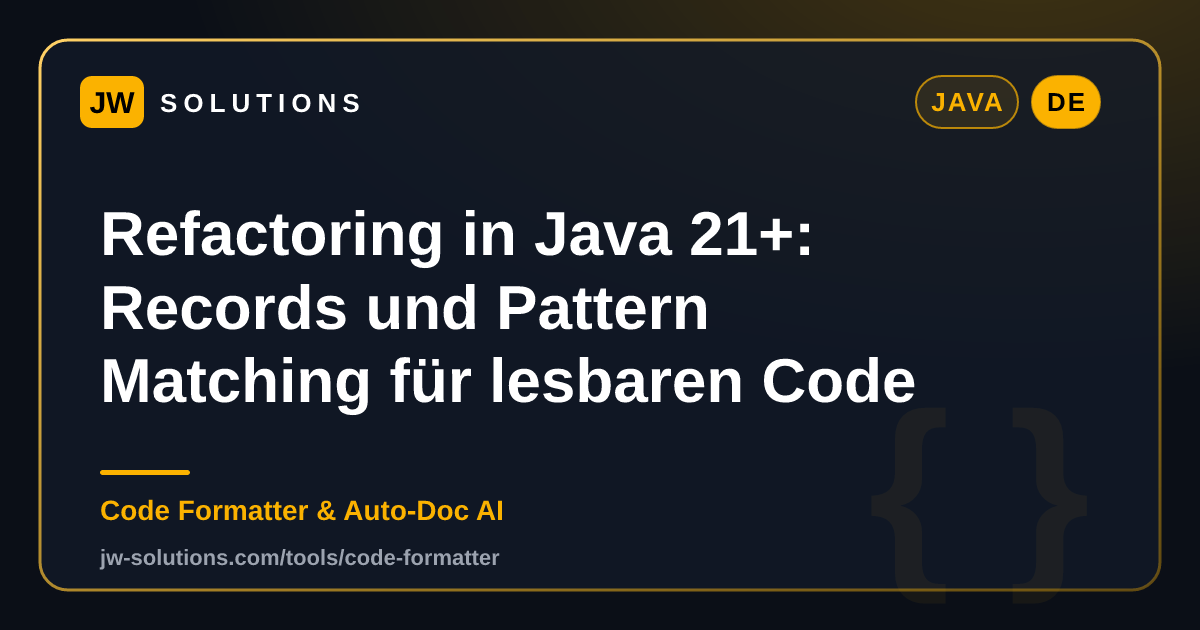 JW SOLUTIONS
JAVA DE
Refactoring in Java 21+:
Records und Pattern
Matching für lesbaren Code
Code Formatter & Auto-Doc AI
jw-solutions.com/tools/code-formatter
{ }